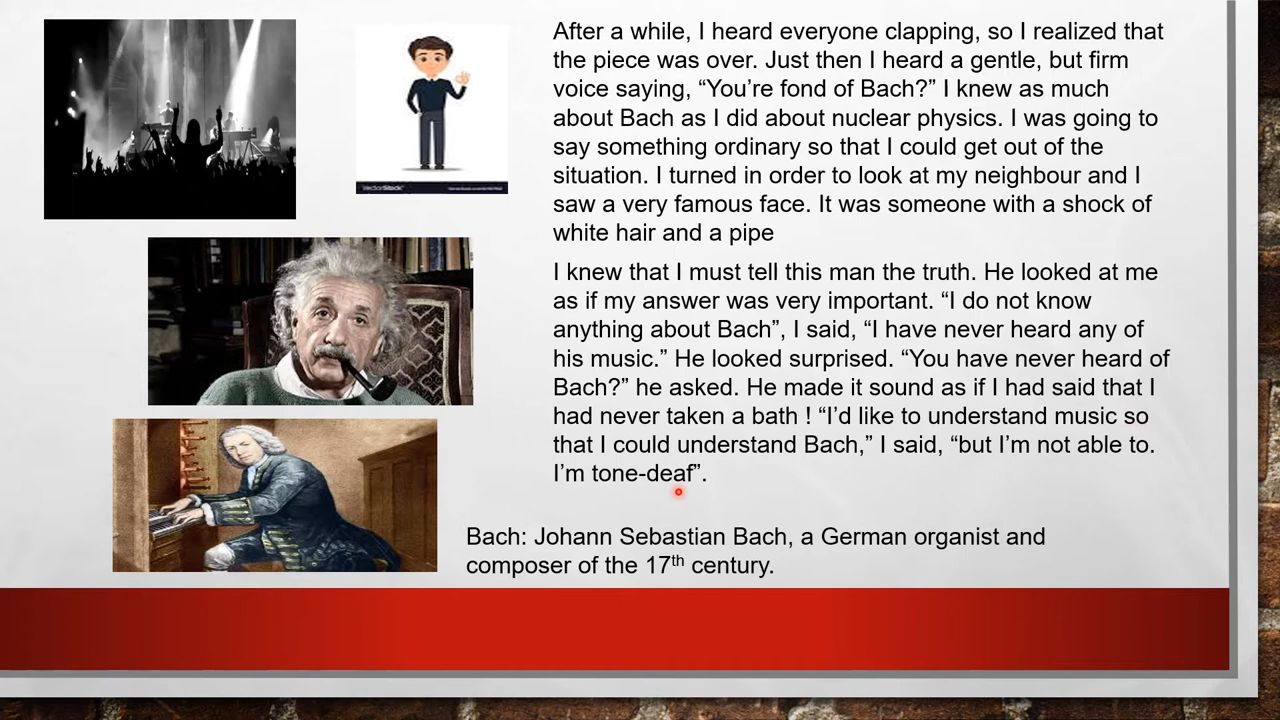 After a while, I heard everyone clapping, so I realized that
the piece was over. Just then I heard a gentle, but firm
voice saying, “You’re fond of Bach?” I knew as much
about Bach as I did about nuclear physics. I was going to
say something ordinary so that I could get out of the
situation. I turned in order to look at my neighbour and I
saw a very famous face. It was someone with a shock of
white hair and a pipe
I knew that I must tell this man the truth. He looked at me
as if my answer was very important. “I do not know
anything about Bach”, I said, “I have never heard any of
his music.” He looked surprised. “You have never heard of
Bach?” he asked. He made it sound as if I had said that I
had never taken a bath ! “I’d like to understand music so
that I could understand Bach,” I said, “but I’m not able to.
I’m tone-deaf”.
Bach: Johann Sebastian Bach, a German organist and
composer of the 17th century.
VectorStock